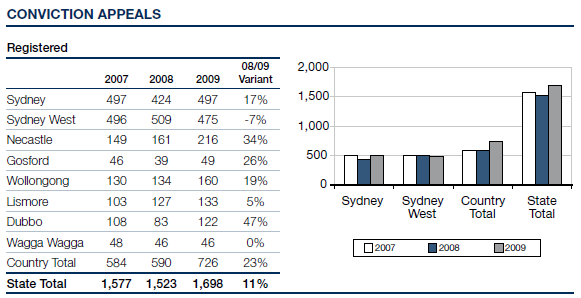 CONVICTION APPEALS
Registered
2007 2008 2009 08/09 Variant
Sydney 497 424 497 17%
Sydney West 496 509 475 -7%
Necastle 149 161 216 34%
Gosford 46 39 49 26%
Wollongong 130 134 160 19%
Lismore 103 127 133 5%
Dubbo 108 83 122 47%
Wagga Wagga 48 46 46 0%
Country Total 584 590 726 23%
State Total 1,577 1,523 1,698 11%
2,000
1,500
1,000
500
0
Sydney Sydney West Country Total State Total
2007 2008 2009